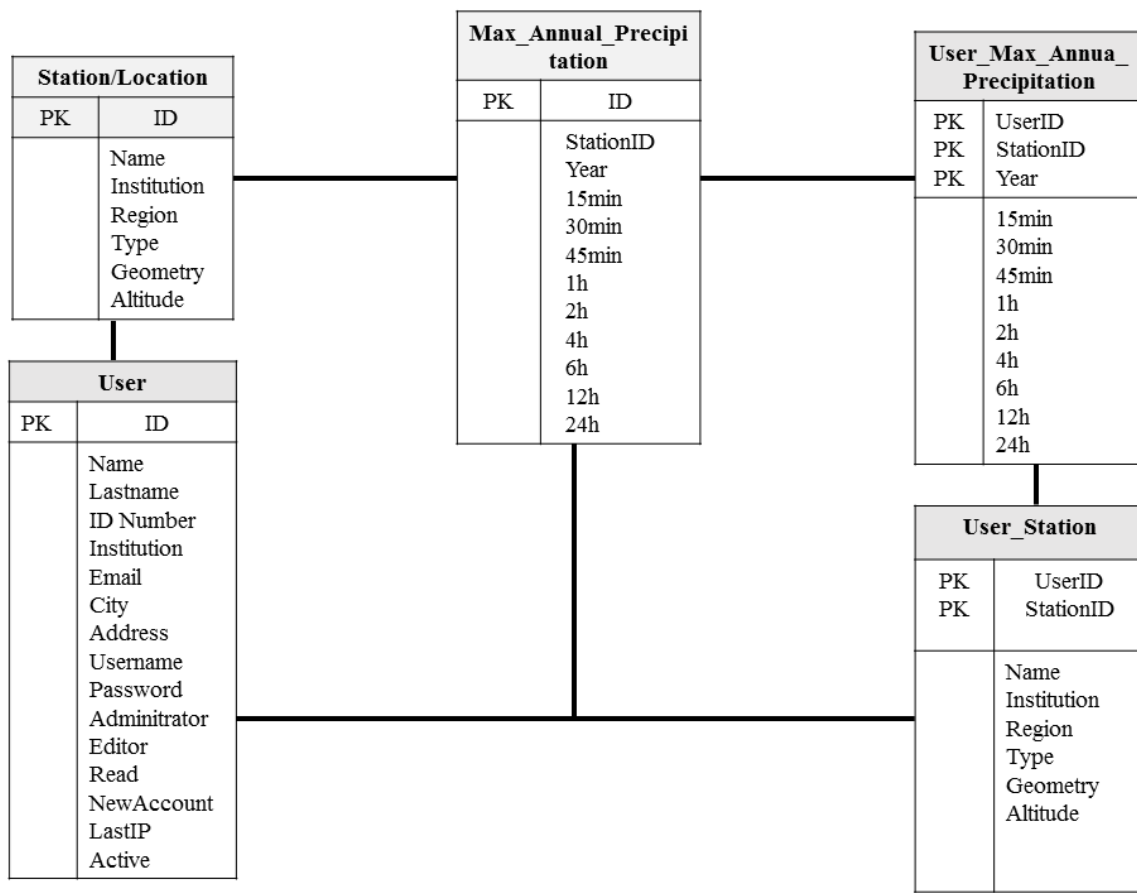 Station/Location
PK ID
Name
Institution
Region
Type
Geometry
Altitude
User
PK ID
Name
Lastname
ID Number
Institution
Email
City
Address
Username
Password
Adminitrator
Editor
Read
NewAccount
LastIP
Active
Max_Annual_Precipi
tation
PK ID
StationID
Year
15min
30min
45min
1h
2h
4h
6h
12h
24h
User_Max_Annua_
Precipitation
PK UserID
PK StationID
PK Year
15min
30min
45min
1h
2h
4h
6h
12h
24h
User_Station
PK UserID
PK StationID
Name
Institution
Region
Type
Geometry
Altitude